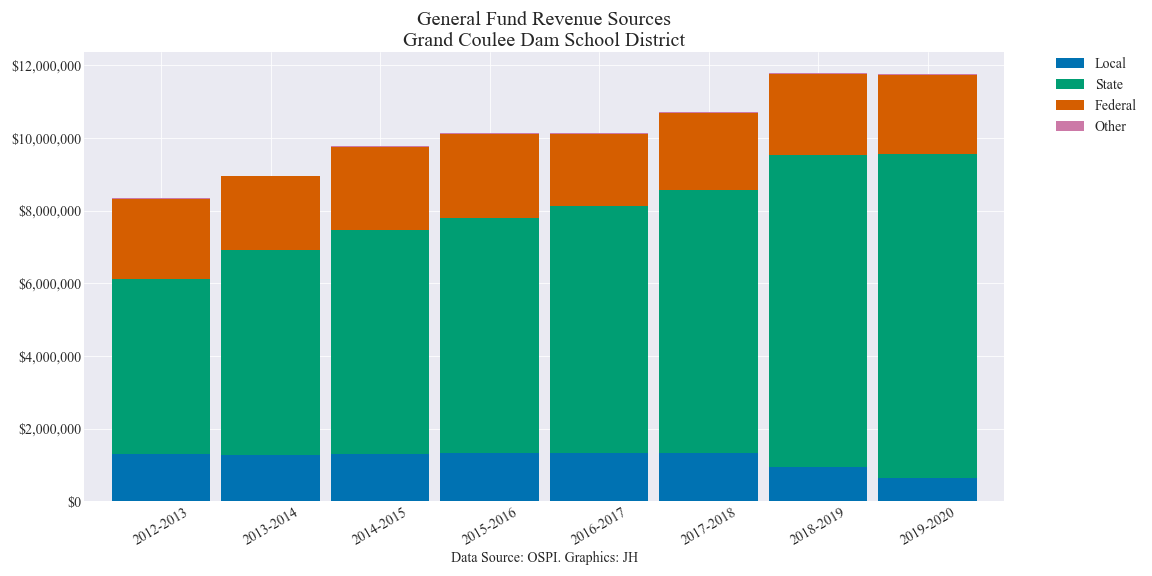 General Fund Revenue Sources
Grand Coulee Dam School District
$12,000,000
$10,000,000
$8,000,000
$6,000,000
$4,000,000
$2,000,000
$0
Local
State
Federal
Other
2012-2013
2013-2014
2014-2015
2015-2016
2016-2017
2017-2018
2018-2019
2019-2020
Data Source: OSPI. Graphics: JH